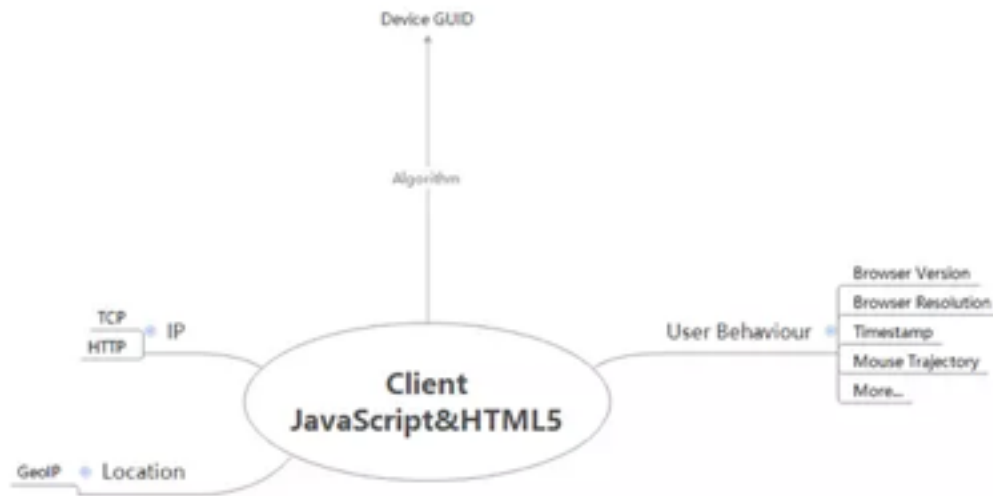 Device GUID
Algorithm
TCP
HTTP
IP
GeoIP
Location
Client
JavaScript&HTML5
User Behaviour
Browser Version
Browser Resolution
Timestamp
Mouse Trajectory
More...